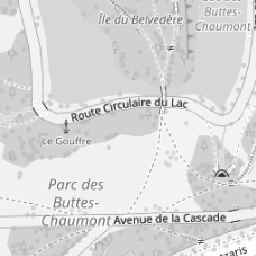 Île du Belvédère
Buttes-
Chaumont
Route Circulaire du Lac
Le Gouffre
Parc des
Buttes-
Chaumont
Avenue de la Cascade